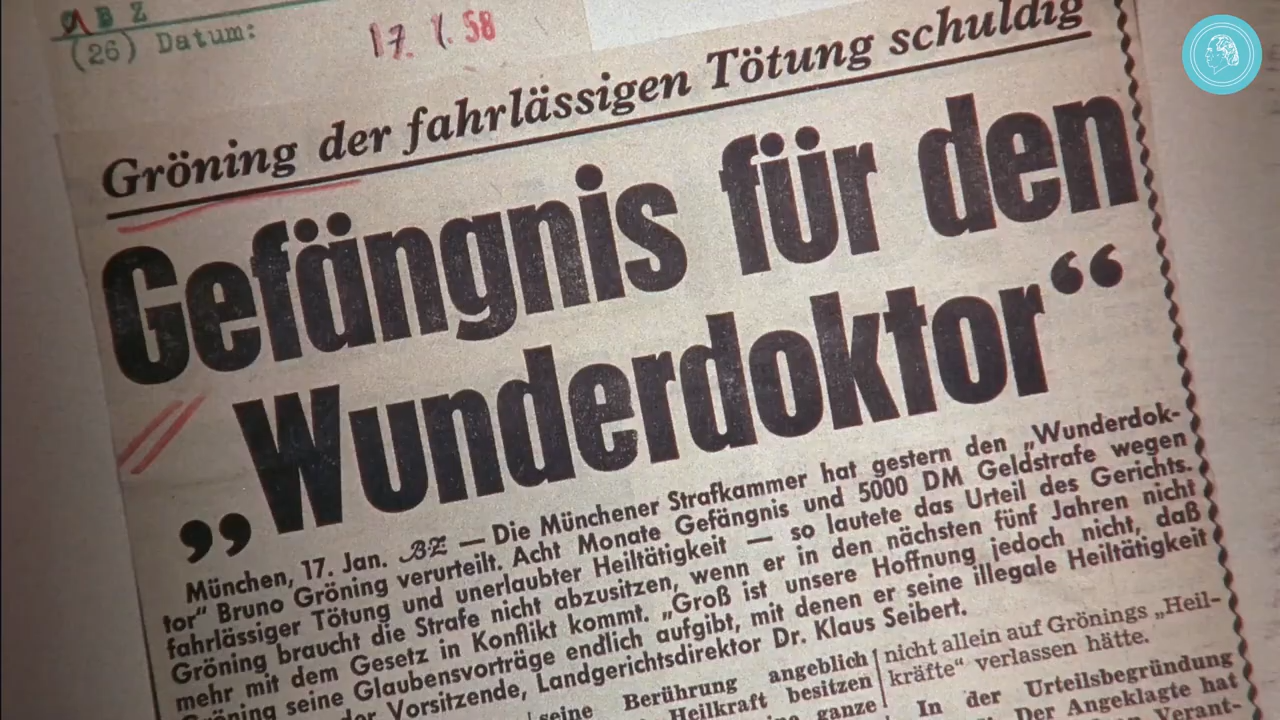 BZ
(26) Datum:
17. 1. 58
Gröning der fahrlässigen Tötung schuldig
Gefängnis für den
„Wunderdoktor“
München, 17. Jan. BZ — Die Münchener Strafkammer hat gestern den „Wunderdok-
tor“ Bruno Gröning verurteilt. Acht Monate Gefängnis und 5000 DM Geldstrafe wegen
fahrlässiger Tötung und unerlaubter Heiltätigkeit — so lautete das Urteil des Gerichts.
Gröning braucht die Strafe nicht abzusitzen, wenn er in den nächsten fünf Jahren nicht
mehr mit dem Gesetz in Konflikt kommt. „Groß ist unsere Hoffnung jedoch nicht, daß
Gröning seine Glaubensvorträge endlich aufgibt, mit denen er seine illegale Heiltätigkeit
der Vorsitzende, Landgerichtsdirektor Dr. Klaus Seibert.
seine Berührung angeblich
Heilkraft besitzen
ganze
nicht allein auf Grönings „Heil-
kräfte“ verlassen hätte.
In der Urteilsbegründung
Der Angeklagte hat
Verant-